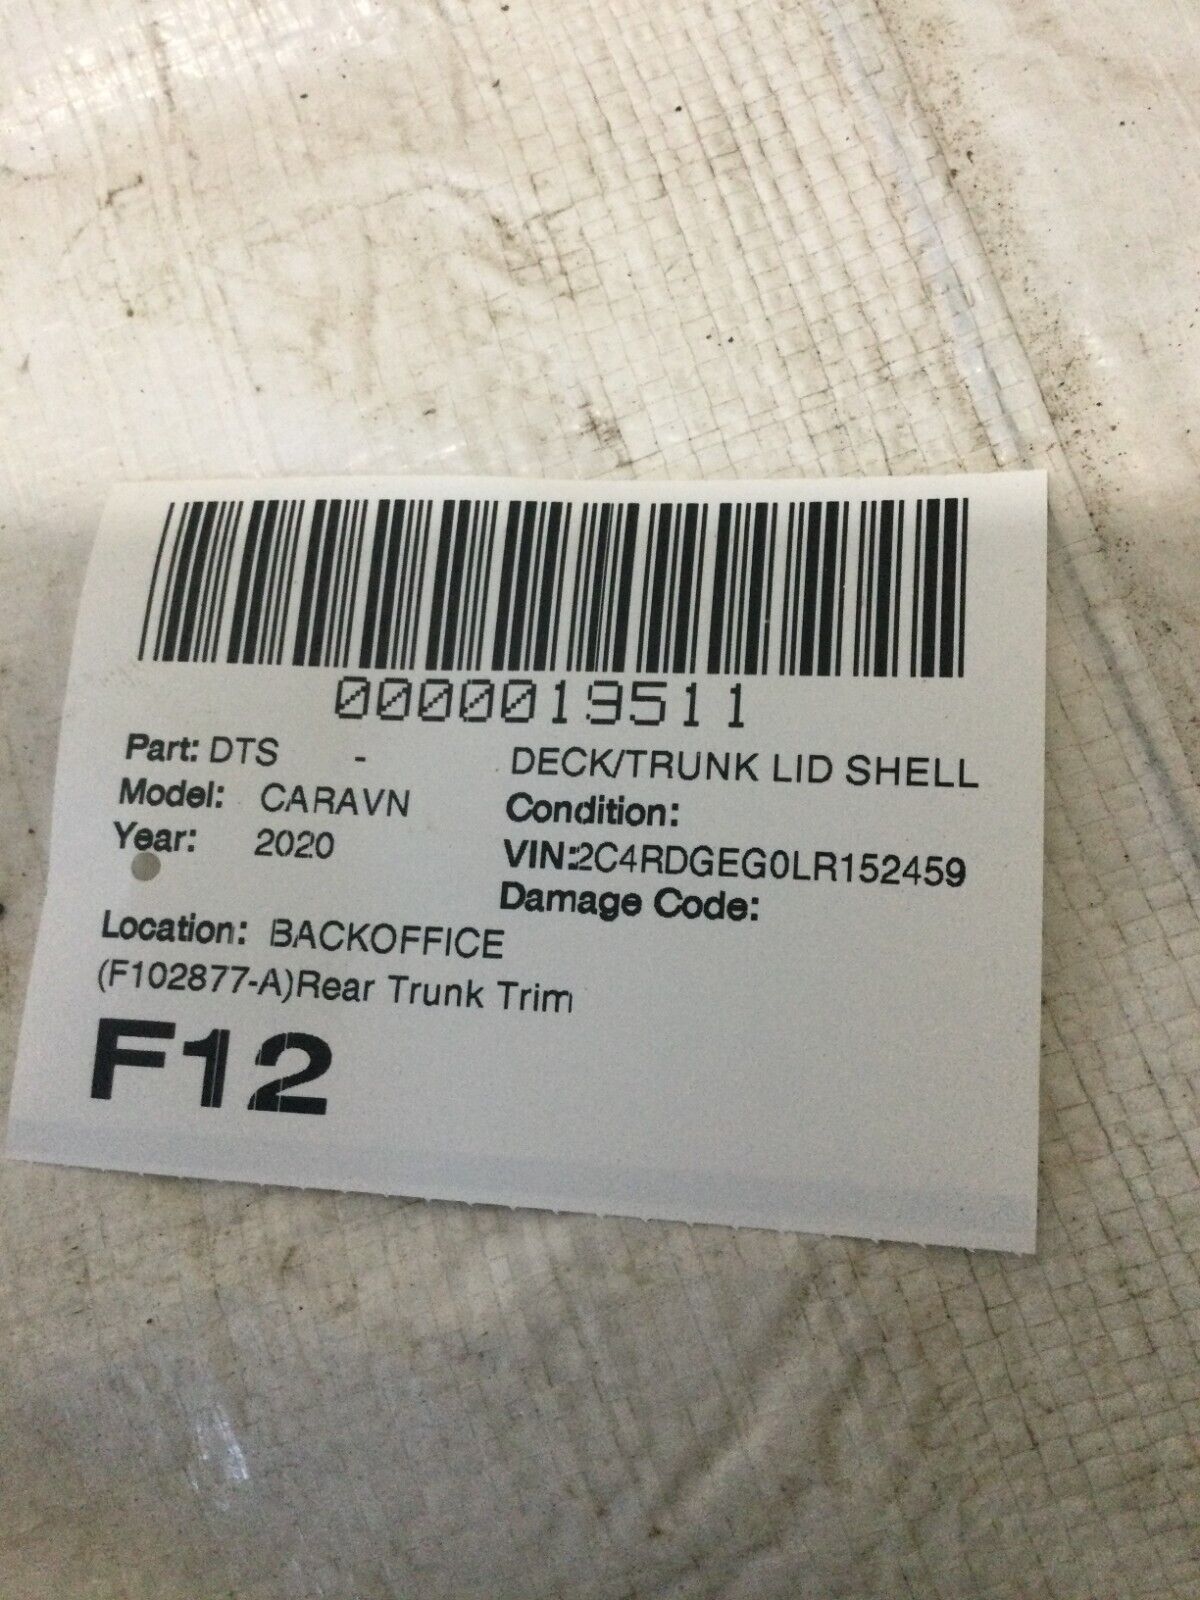 0000019511
Part: DTS - DECK/TRUNK LID SHELL
Model: CARAVN Condition:
Year: 2020 VIN:2C4RDGEG0LR152459
Damage Code:
Location: BACKOFFICE
(F102877-A)Rear Trunk Trim
F12